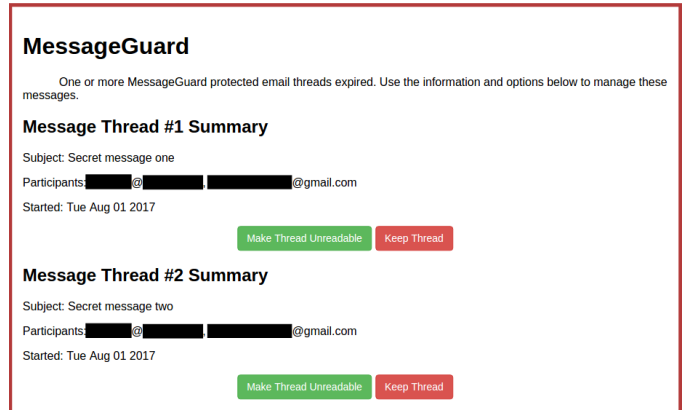 MessageGuard
One or more MessageGuard protected email threads expired. Use the information and options below to manage these
messages.
Message Thread #1 Summary
Subject: Secret message one
Participants: @ , @gmail.com
Started: Tue Aug 01 2017
Make Thread Unreadable Keep Thread
Message Thread #2 Summary
Subject: Secret message two
Participants: @ , @gmail.com
Started: Tue Aug 01 2017
Make Thread Unreadable Keep Thread